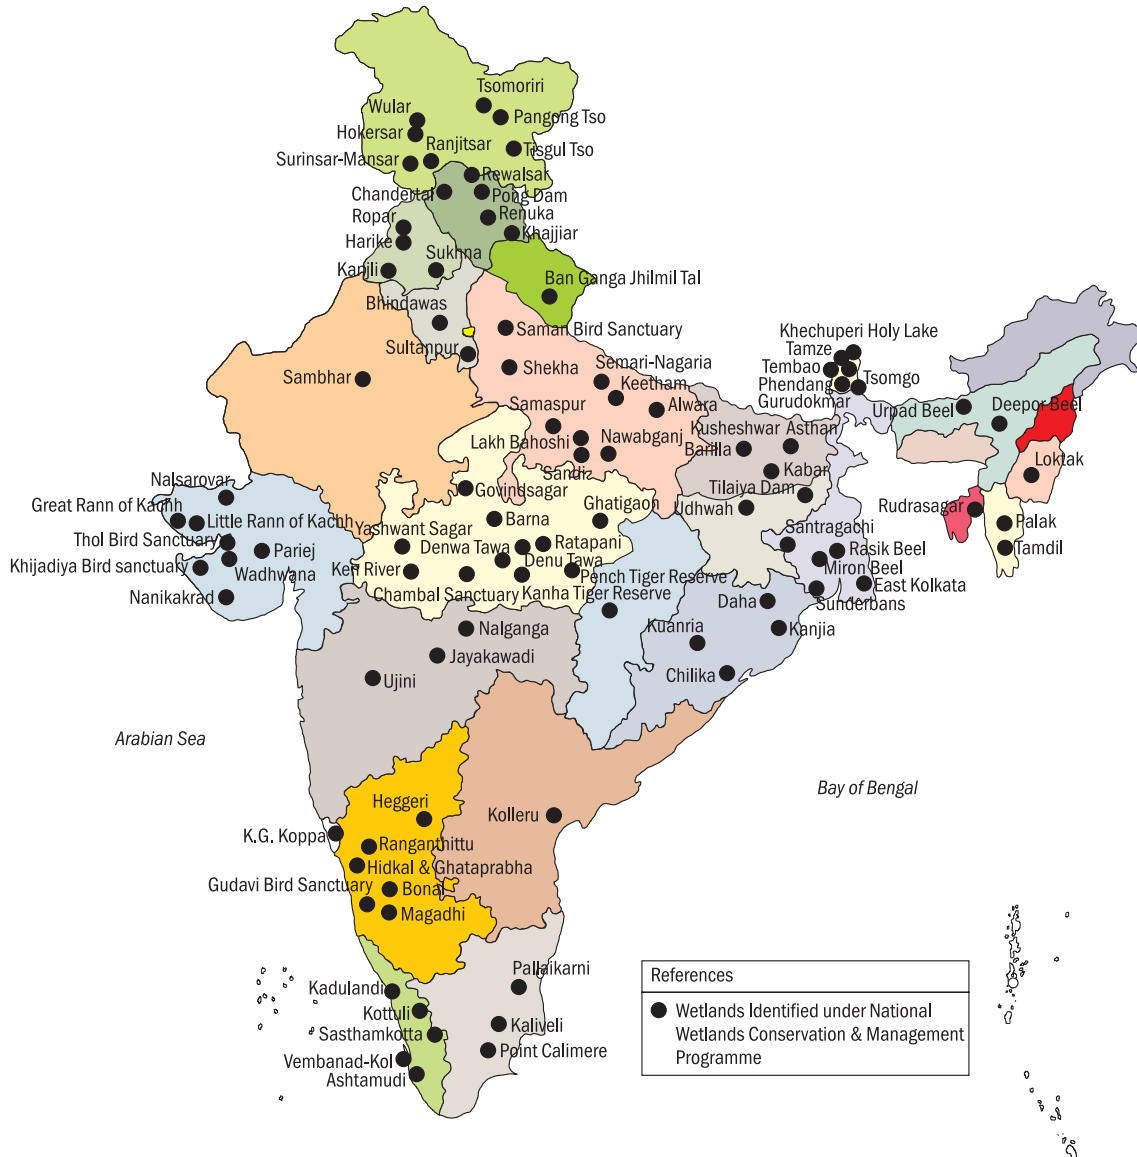 Tsomoriri
Wular
Pangong Tso
Hokersar
Ranjitsar
Tisgul Tso
Surinsar-Mansar
Rewalsar
Chandertal
Pong Dam
Ropar
Renuka
Harike
Khajjiar
Sukhna
Kanjli
Ban Ganga Jhilmil Tal
Bhindawas
Saman Bird Sanctuary
Khechuperi Holy Lake
Sultanpur
Tamze
Shekha
Semari-Nagaria
Tembao
Tsomgo
Sambhar
Keetham
Phendang
Gurudokmar
Samaspur
Alwara
Urpad Beel
Deepor Beel
Kusheshwar Asthan
Lakh Bahoshi
Nawabganj
Barilla
Sandiz
Kabar
Loktak
Nalsarovar
Govindsagar
Tilaiya Dam
Great Rann of Kachh
Ghatigaon
Udhwah
Rudrasagar
Little Rann of Kachh
Yashwant Sagar
Barna
Palak
Thol Bird Sanctuary
Pariej
Denwa Tawa
Ratapani
Santragachi
Rasik Beel
Tamdil
Khijadiya Bird sanctuary
Wadhwana
Ken River
Denu Tawa
Miron Beel
Pench Tiger Reserve
East Kolkata
Nanikakrad
Chambal Sanctuary
Kanha Tiger Reserve
Sunderbans
Daha
Nalganga
Kuanria
Kanjia
Jayakawadi
Ujini
Chilika
Arabian Sea
Bay of Bengal
Heggeri
Kolleru
K.G. Koppa
Ranganthittu
Hidkal & Ghataprabha
Gudavi Bird Sanctuary
Bonal
Magadhi
Pallaikarni
Kadulandi
Kottuli
Kaliveli
Sasthamkotta
Point Calimere
Vembanad-Kol
Ashtamudi
References
Wetlands Identified under National
Wetlands Conservation & Management
Programme